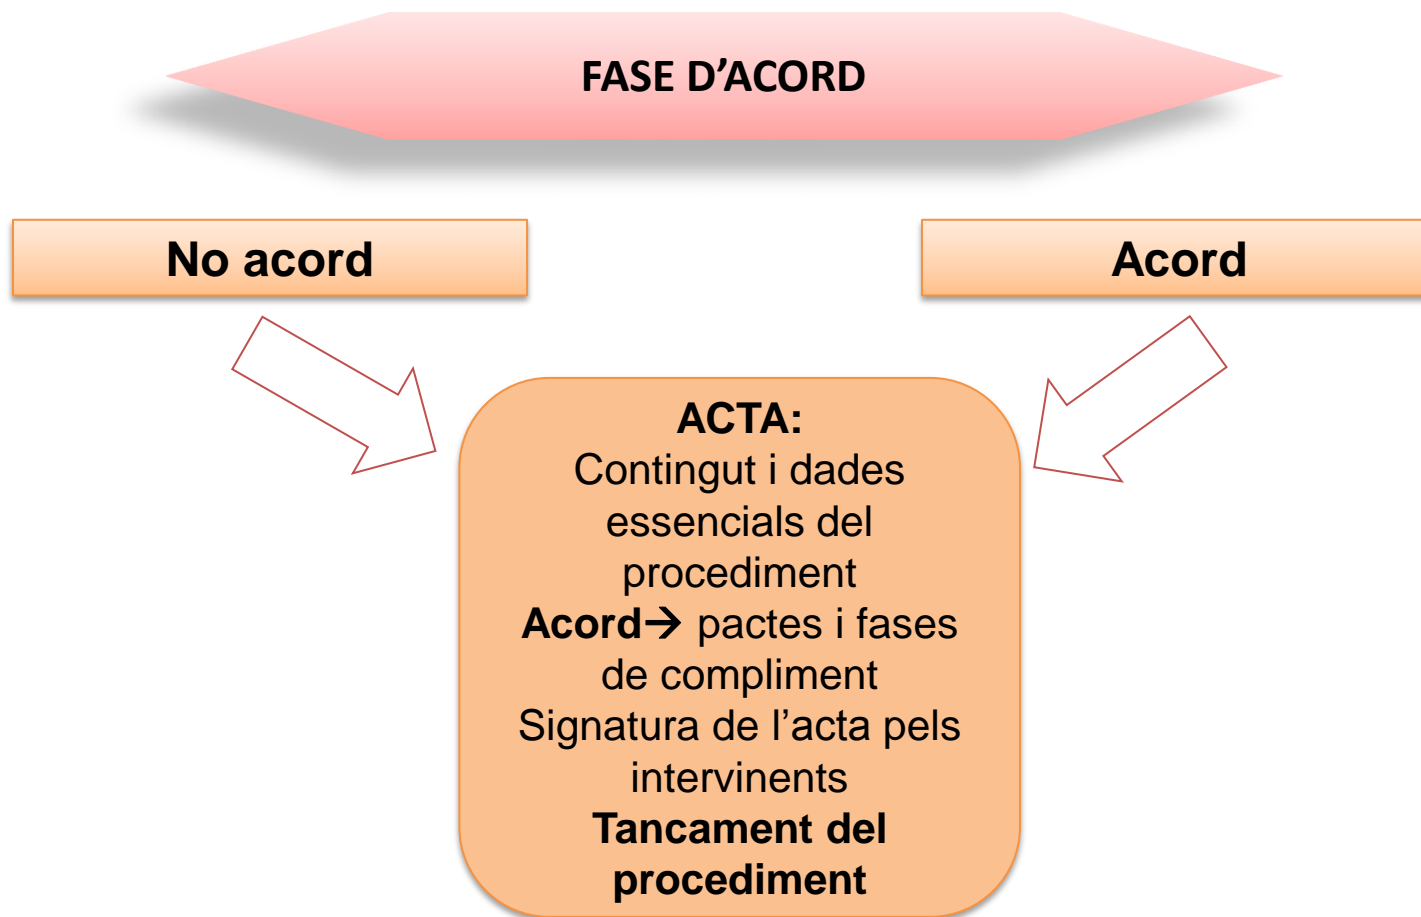 FASE D’ACORD
No acord
Acord
ACTA:
Contingut i dades
essencials del
procediment
Acord→ pactes i fases
de compliment
Signatura de l’acta pels
intervinents
Tancament del
procediment